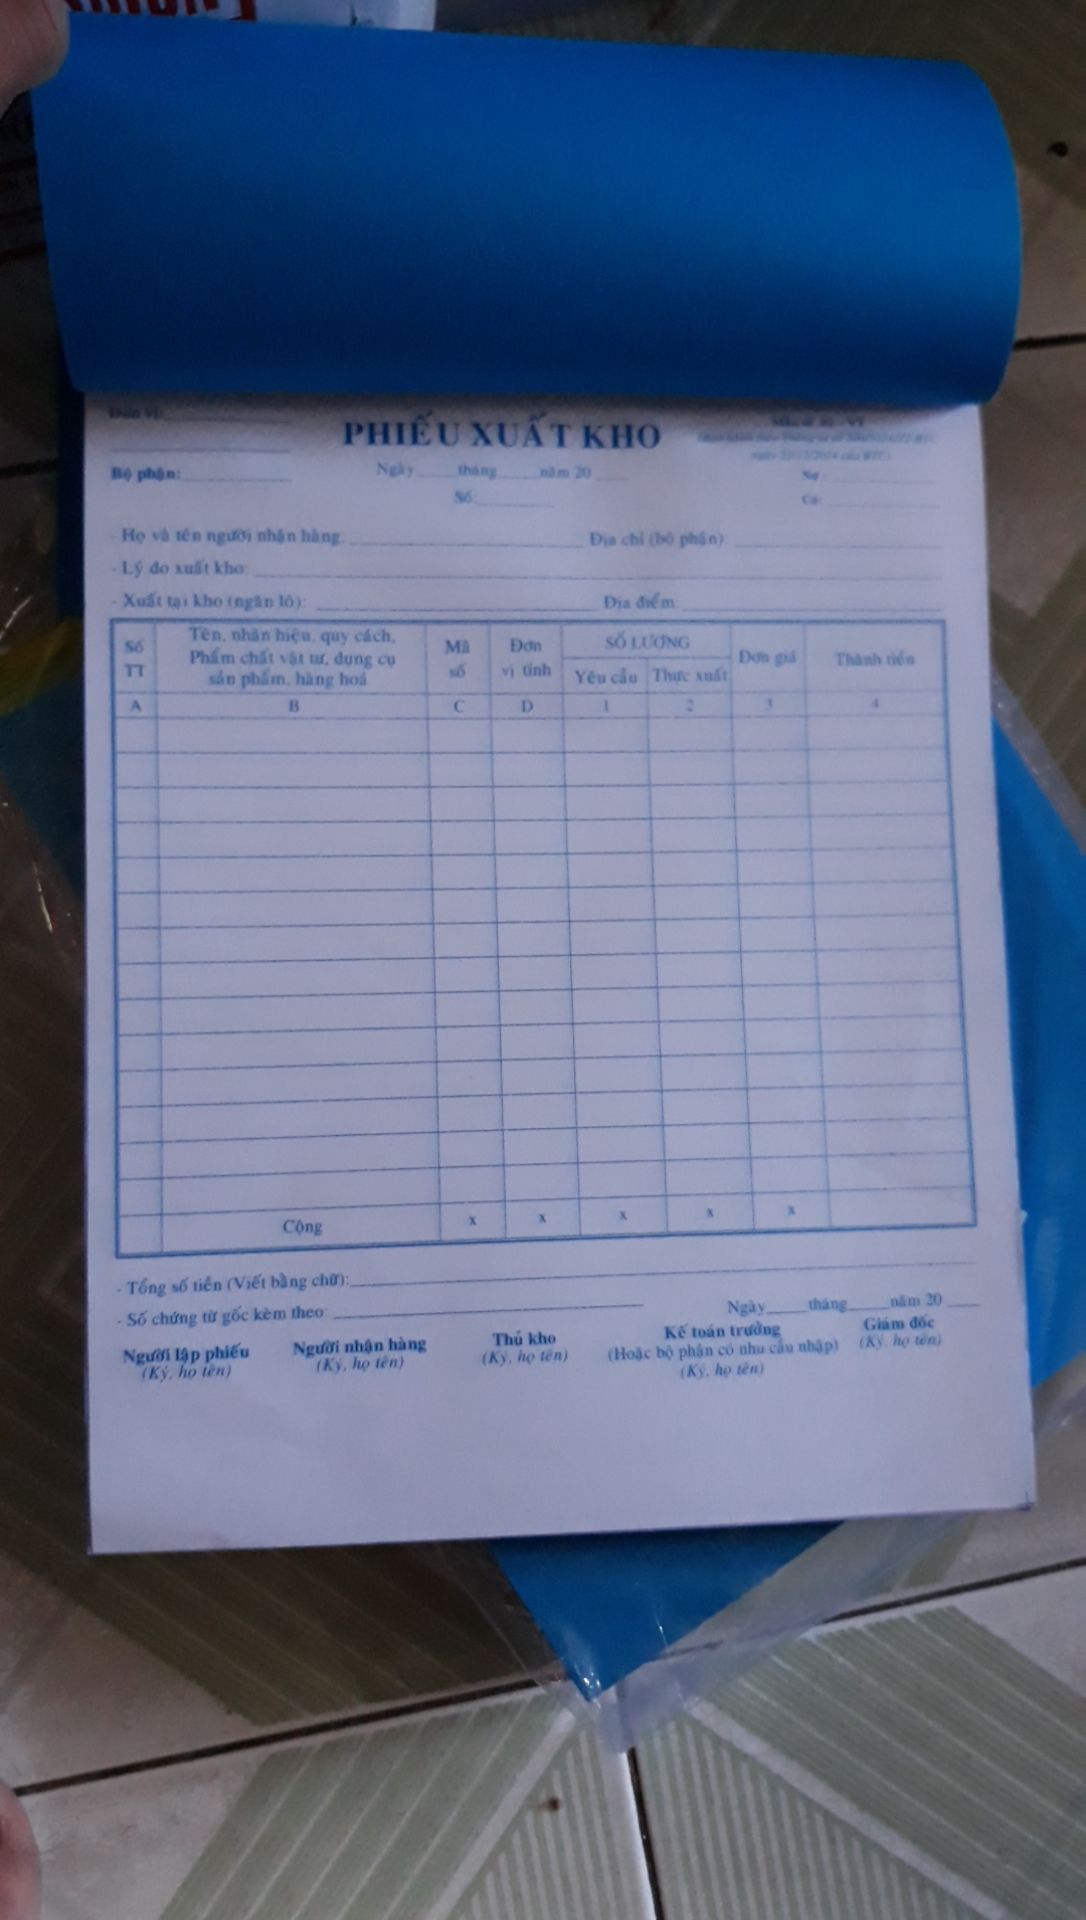 Đơn vị:
PHIẾU XUẤT KHO
Bộ phận:
Ngày tháng năm 20
Số:
Nợ:
Có:
- Họ và tên người nhận hàng: Địa chỉ (bộ phận):
- Lý do xuất kho:
- Xuất tại kho (ngăn lô): Địa điểm:
Số TT
Tên, nhãn hiệu, quy cách,
Phẩm chất vật tư, dụng cụ
sản phẩm, hàng hoá
Mã số
Đơn vị tính
SỐ LƯỢNG
Yêu cầu Thực xuất
Đơn giá
Thành tiền
A B C D 1 2 3 4
Cộng x x x x x
- Tổng số tiền (Viết bằng chữ):
- Số chứng từ gốc kèm theo:
Ngày tháng năm 20
Người lập phiếu
(Ký, họ tên)
Người nhận hàng
(Ký, họ tên)
Thủ kho
(Ký, họ tên)
Kế toán trưởng
(Hoặc bộ phận có nhu cầu nhập)
(Ký, họ tên)
Giám đốc
(Ký, họ tên)